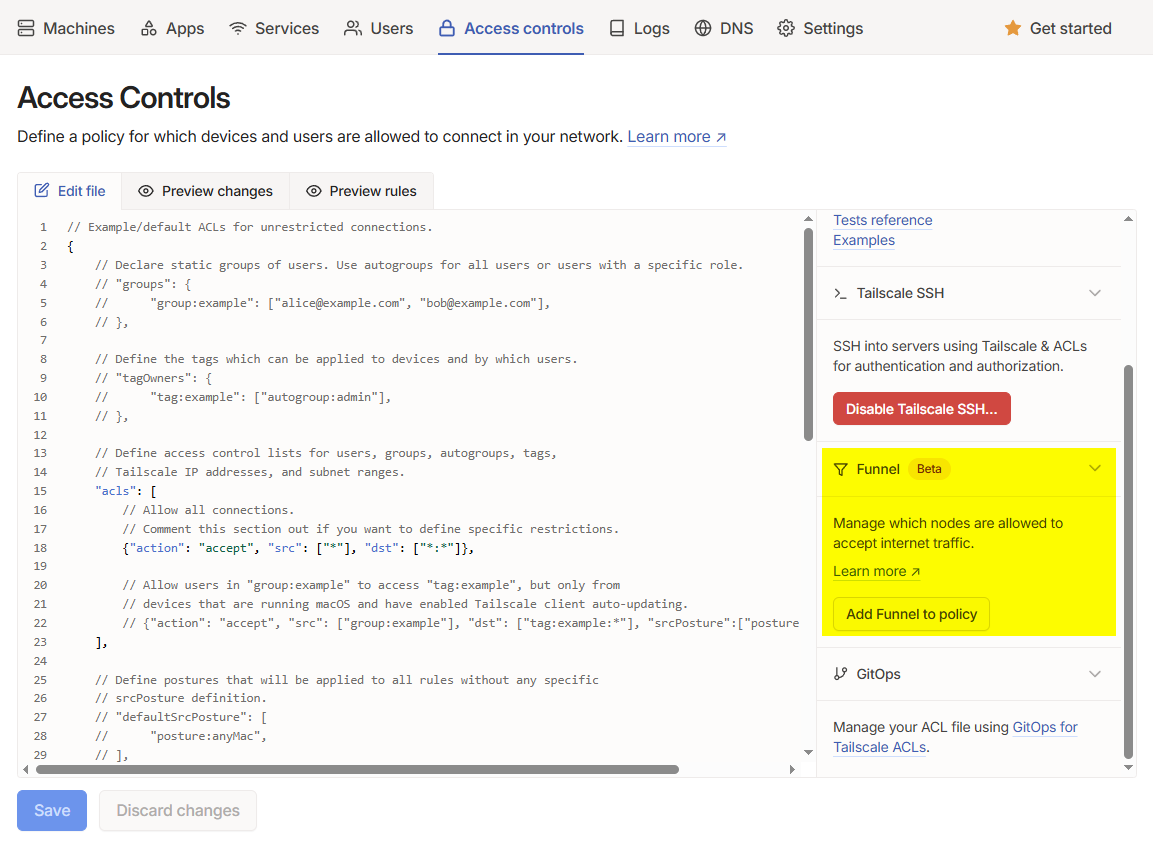 Machines Apps Services Users Access controls Logs DNS Settings Get started
Access Controls
Define a policy for which devices and users are allowed to connect in your network. Learn more ↗
Edit file Preview changes Preview rules
1 // Example/default ACLs for unrestricted connections.
2 {
3 // Declare static groups of users. Use autogroups for all users or users with a specific role.
4 // "groups": {
5 // "group:example": ["alice@example.com", "bob@example.com"],
6 // },
7
8 // Define the tags which can be applied to devices and by which users.
9 // "tagOwners": {
10 // "tag:example": ["autogroup:admin"],
11 // },
12
13 // Define access control lists for users, groups, autogroups, tags,
14 // Tailscale IP addresses, and subnet ranges.
15 "acls": [
16 // Allow all connections.
17 // Comment this section out if you want to define specific restrictions.
18 {"action": "accept", "src": ["*"], "dst": ["*:*"]},
19
20 // Allow users in "group:example" to access "tag:example", but only from
21 // devices that are running macOS and have enabled Tailscale client auto-updating.
22 // {"action": "accept", "src": ["group:example"], "dst": ["tag:example:*"], "srcPosture":["posture
23 ],
24
25 // Define postures that will be applied to all rules without any specific
26 // srcPosture definition.
27 // "defaultSrcPosture": [
28 // "posture:anyMac",
29 // ],
Tests reference
Examples
Tailscale SSH
SSH into servers using Tailscale & ACLs
for authentication and authorization.
Disable Tailscale SSH...
Funnel Beta
Manage which nodes are allowed to
accept internet traffic.
Learn more ↗
Add Funnel to policy
GitOps
Manage your ACL file using GitOps for
Tailscale ACLs.
Save Discard changes